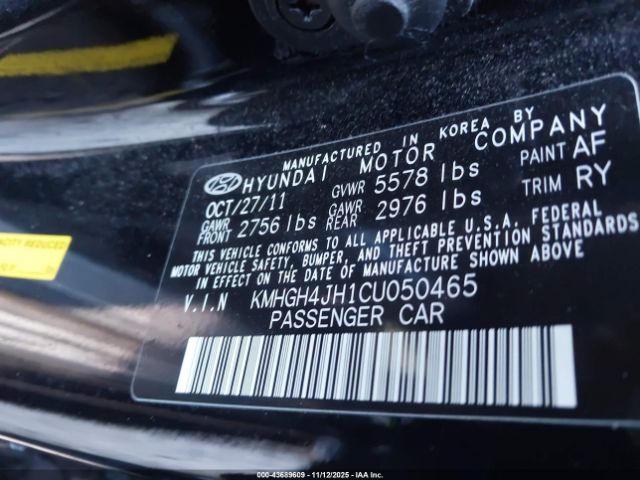 MANUFACTURED IN KOREA BY
HYUNDAI MOTOR COMPANY
OCT/27/11 GVWR 5578 lbs PAINT AF
GAWR FRONT 2756 lbs GAWR REAR 2976 lbs TRIM RY
THIS VEHICLE CONFORMS TO ALL APPLICABLE U.S.A. FEDERAL
MOTOR VEHICLE SAFETY, BUMPER, AND THEFT PREVENTION STANDARDS
IN EFFECT ON THE DATE OF MANUFACTURE SHOWN ABOVE
V.I.N KMHGH4JH1CU050465
PASSENGER CAR
CITY REDUCED
000-43689609 - 11/12/2025 - IAA Inc.